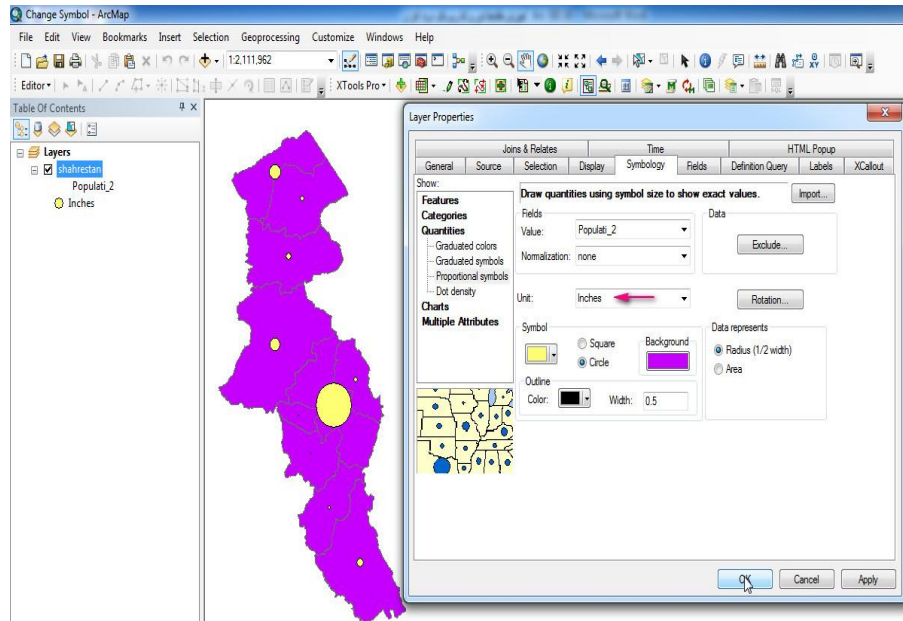 Change Symbol - ArcMap
File Edit View Bookmarks Insert Selection Geoprocessing Customize Windows Help
1:2,111,962
Editor XTools Pro
Table Of Contents
Layers
shahrestan
Populati_2
Inches
Layer Properties
Joins & Relates Time HTML Popup
General Source Selection Display Symbology Fields Definition Query Labels XCallout
Show:
Features
Categories
Quantities
Graduated colors
Graduated symbols
Proportional symbols
Dot density
Charts
Multiple Attributes
Draw quantities using symbol size to show exact values. Import...
Fields
Value: Populati_2
Normalization: none
Data
Exclude...
Unit: Inches
Rotation...
Symbol
Square
Circle
Background
Outline
Color: Width: 0.5
Data represents
Radius (1/2 width)
Area
OK Cancel Apply